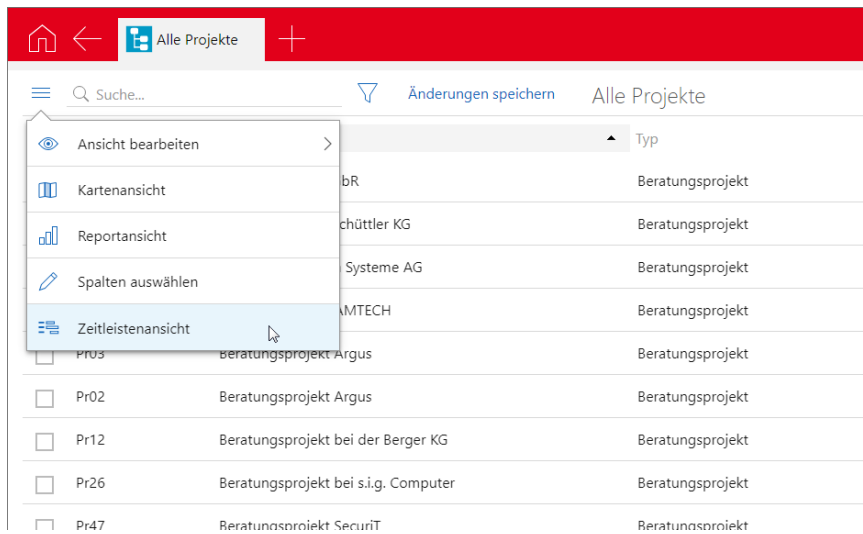 Alle Projekte
Suche...
Änderungen speichern
Alle Projekte
Ansicht bearbeiten
Typ
Kartenansicht
bR
Beratungsprojekt
Reportansicht
chüttler KG
Beratungsprojekt
Spalten auswählen
Systeme AG
Beratungsprojekt
Zeitleistenansicht
AMTECH
Beratungsprojekt
Pr03 Beratungsprojekt Argus Beratungsprojekt
Pr02 Beratungsprojekt Argus Beratungsprojekt
Pr12 Beratungsprojekt bei der Berger KG Beratungsprojekt
Pr26 Beratungsprojekt bei s.i.g. Computer Beratungsprojekt
Pr47 Beratungsprojekt SecuriT Beratungsprojekt